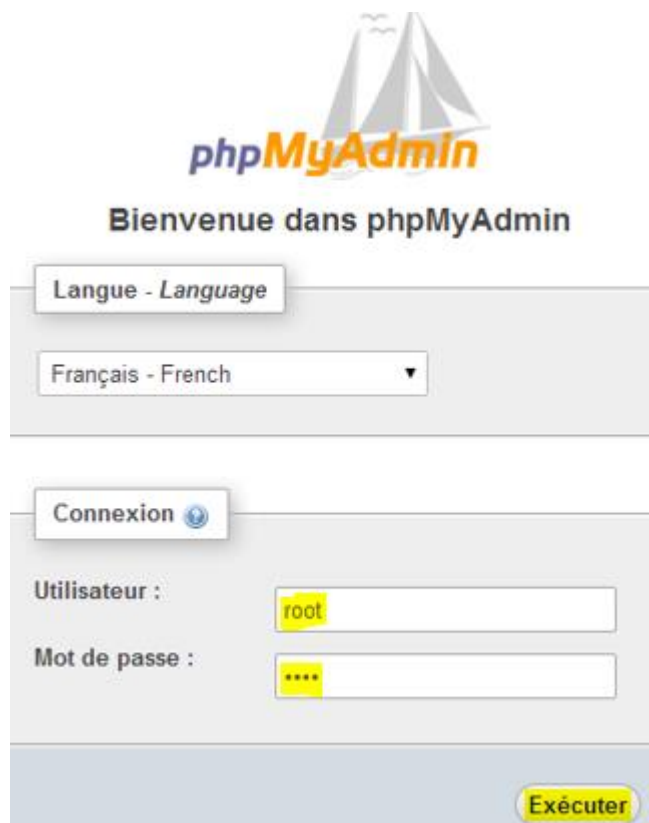 phpMyAdmin
Bienvenue dans phpMyAdmin
Langue - Language
Français - French
Connexion
Utilisateur :
root
Mot de passe :
••••
Exécuter